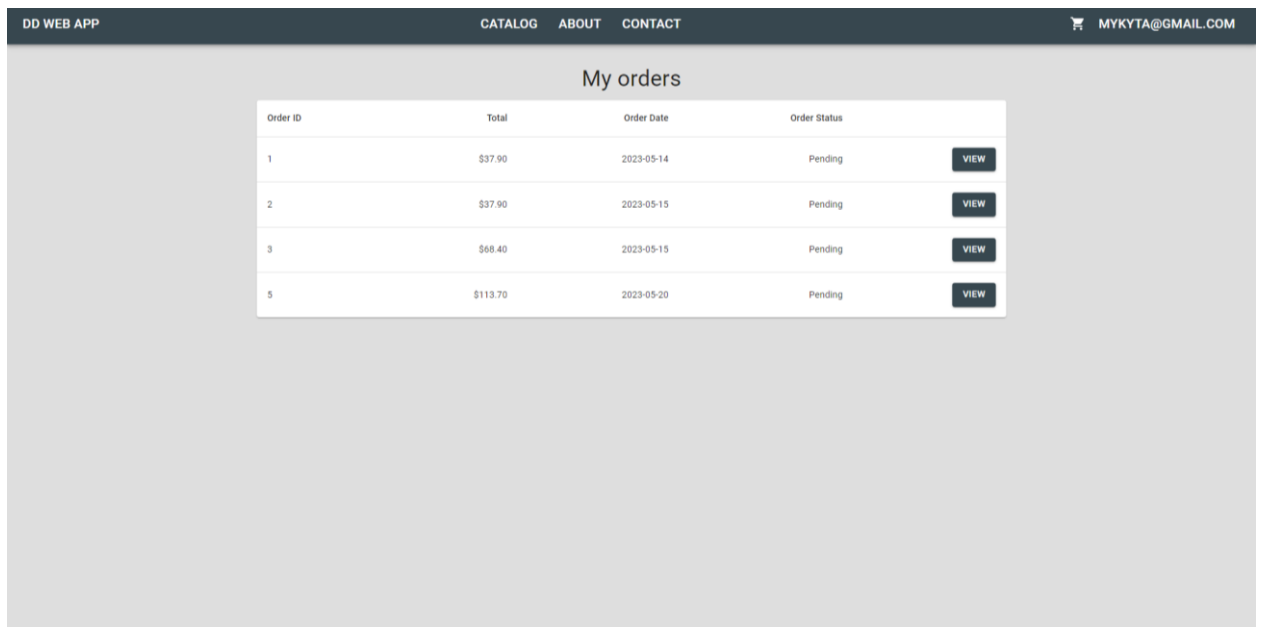 DD WEB APP CATALOG ABOUT CONTACT MYKYTA@GMAIL.COM
My orders
Order ID Total Order Date Order Status
1 $37.90 2023-05-14 Pending VIEW
2 $37.90 2023-05-15 Pending VIEW
3 $68.40 2023-05-15 Pending VIEW
5 $113.70 2023-05-20 Pending VIEW